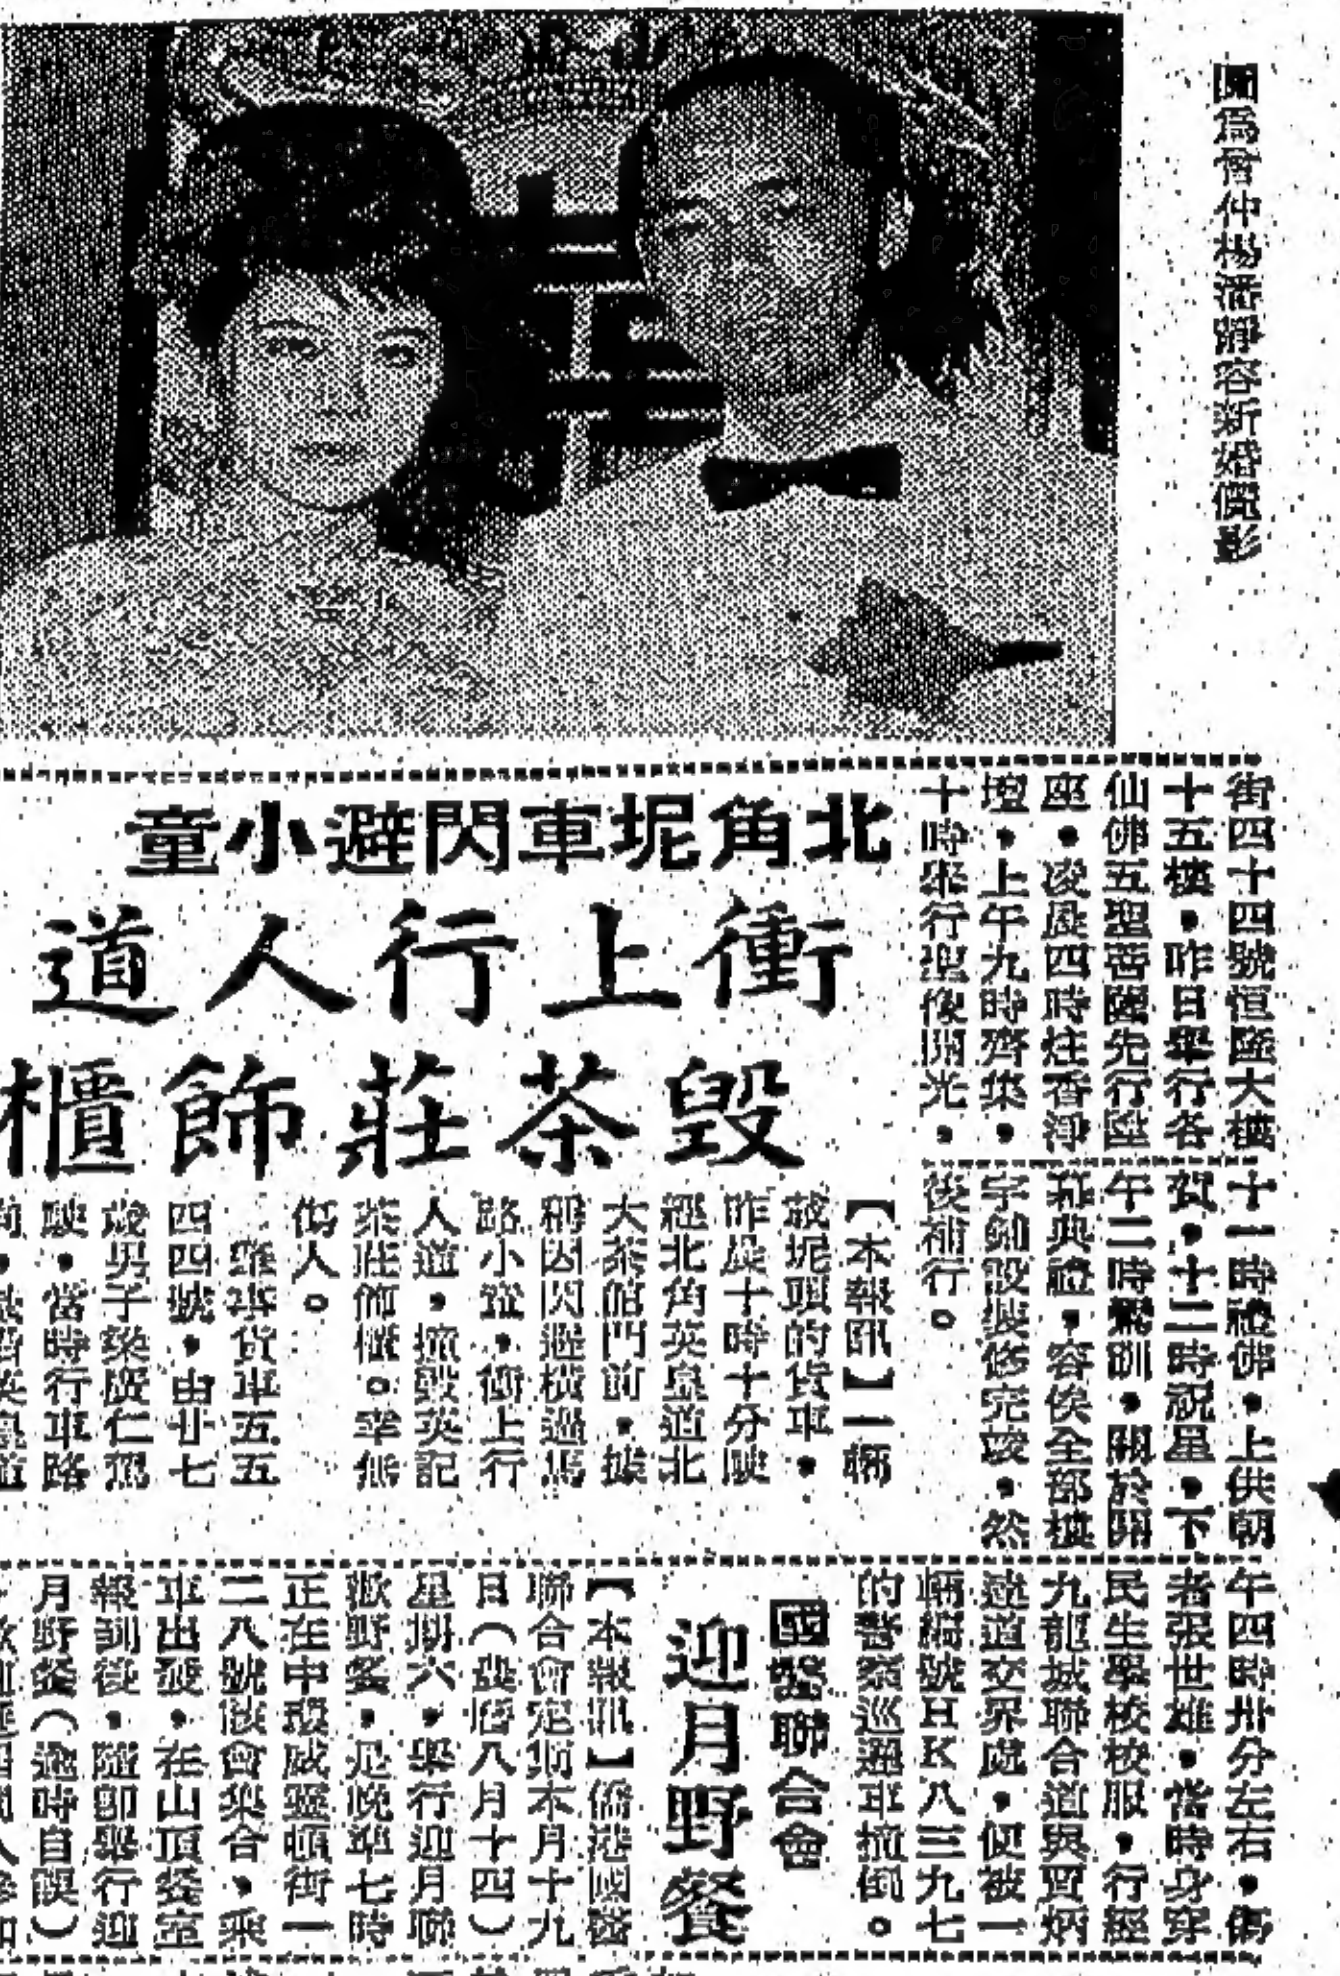 圖為曾仲楊潘靜容新婚儷影
街四十四號恒隆大樓
十五樓，昨日舉行各
仙佛五聖菩薩先行陞
座，凌晨四時炷香淨
壇，上午九時齊集，
十時舉行聖像開光，
十一時禮佛，上供朝
賀，十二時祝星，下
午二時鸞訓，關於開
幕典禮，容俟全部樓
宇鋪設裝修完竣，然
後補行。
北角坭車閃避小童
衝上行人道
毀茶莊飾櫃
【本報訊】一輛
載坭頭的貨車，
昨晨十時十分駛
經北角英皇道北
大茶館門前，據
稱因閃避橫過馬
路小童，衝上行
人道，撞毀英記
茶莊飾櫃。幸無
傷人。
肇事貨車五五
四四號，由廿七
歲男子梁廣仁駕
駛，當時行車路
英皇道
午四時卅分左右，傷
者張世雄，當時身穿
民生學校校服，行經
九龍城聯合道與賈炳
達道交界處，便被一
輛編號HK八三九七
的警察巡邏車撞倒。
國醫聯合會
迎月野餐
【本報訊】僑港國醫
聯合會定期本月十九
日（農曆八月十四）
星期六，舉行迎月聯
歡野餐，是晚準七時
正在中環威靈頓街一
二八號該會集合，乘
車出發，在山頂餐室
報到後，隨即舉行迎
月野餐（逾時自誤）